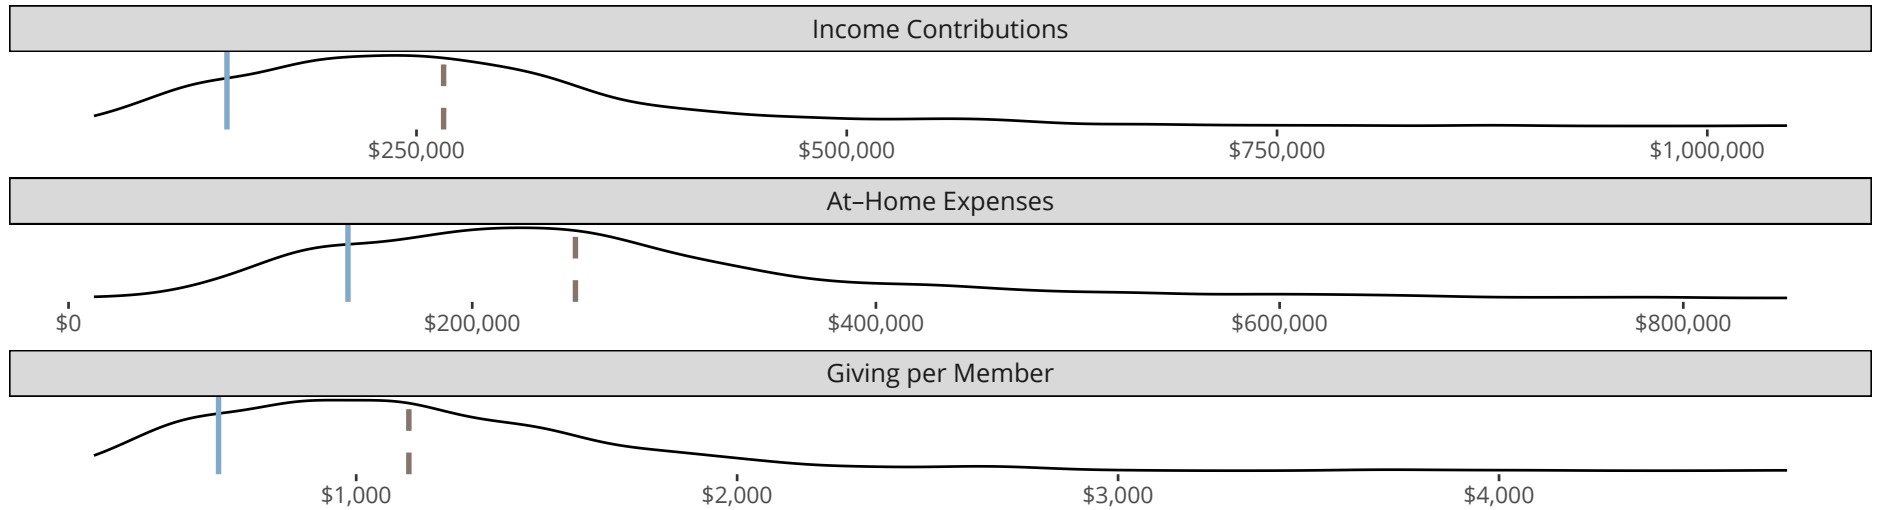 Income Contributions
$250,000 $500,000 $750,000 $1,000,000
At–Home Expenses
$0 $200,000 $400,000 $600,000 $800,000
Giving per Member
$1,000 $2,000 $3,000 $4,000